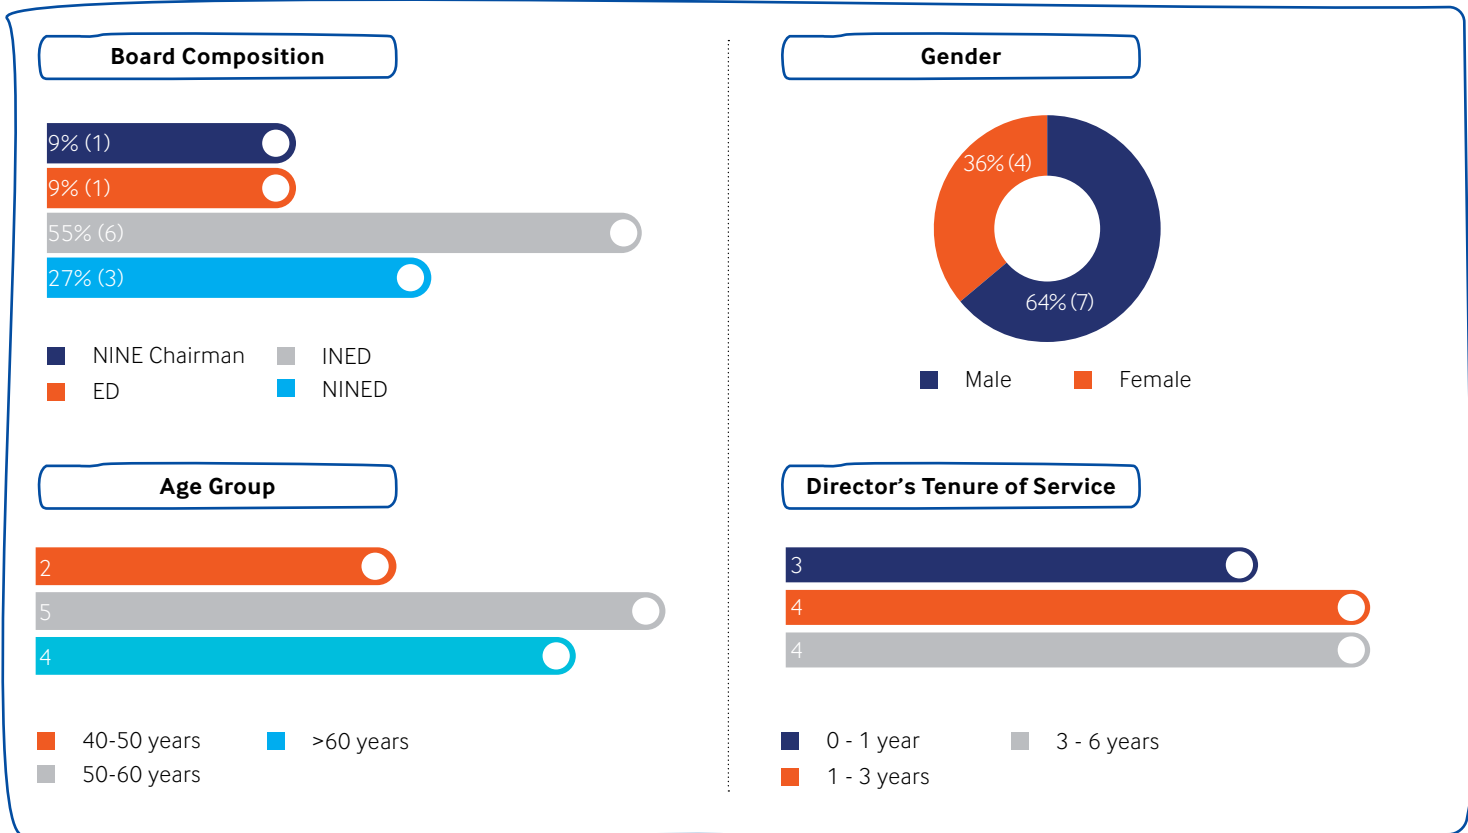 Board Composition
9% (1)
9% (1)
55% (6)
27% (3)
NINE Chairman
INED
ED
NINED
Gender
36% (4)
64% (7)
Male
Female
Age Group
2
5
4
40-50 years
>60 years
50-60 years
Director’s Tenure of Service
3
4
4
0 - 1 year
3 - 6 years
1 - 3 years